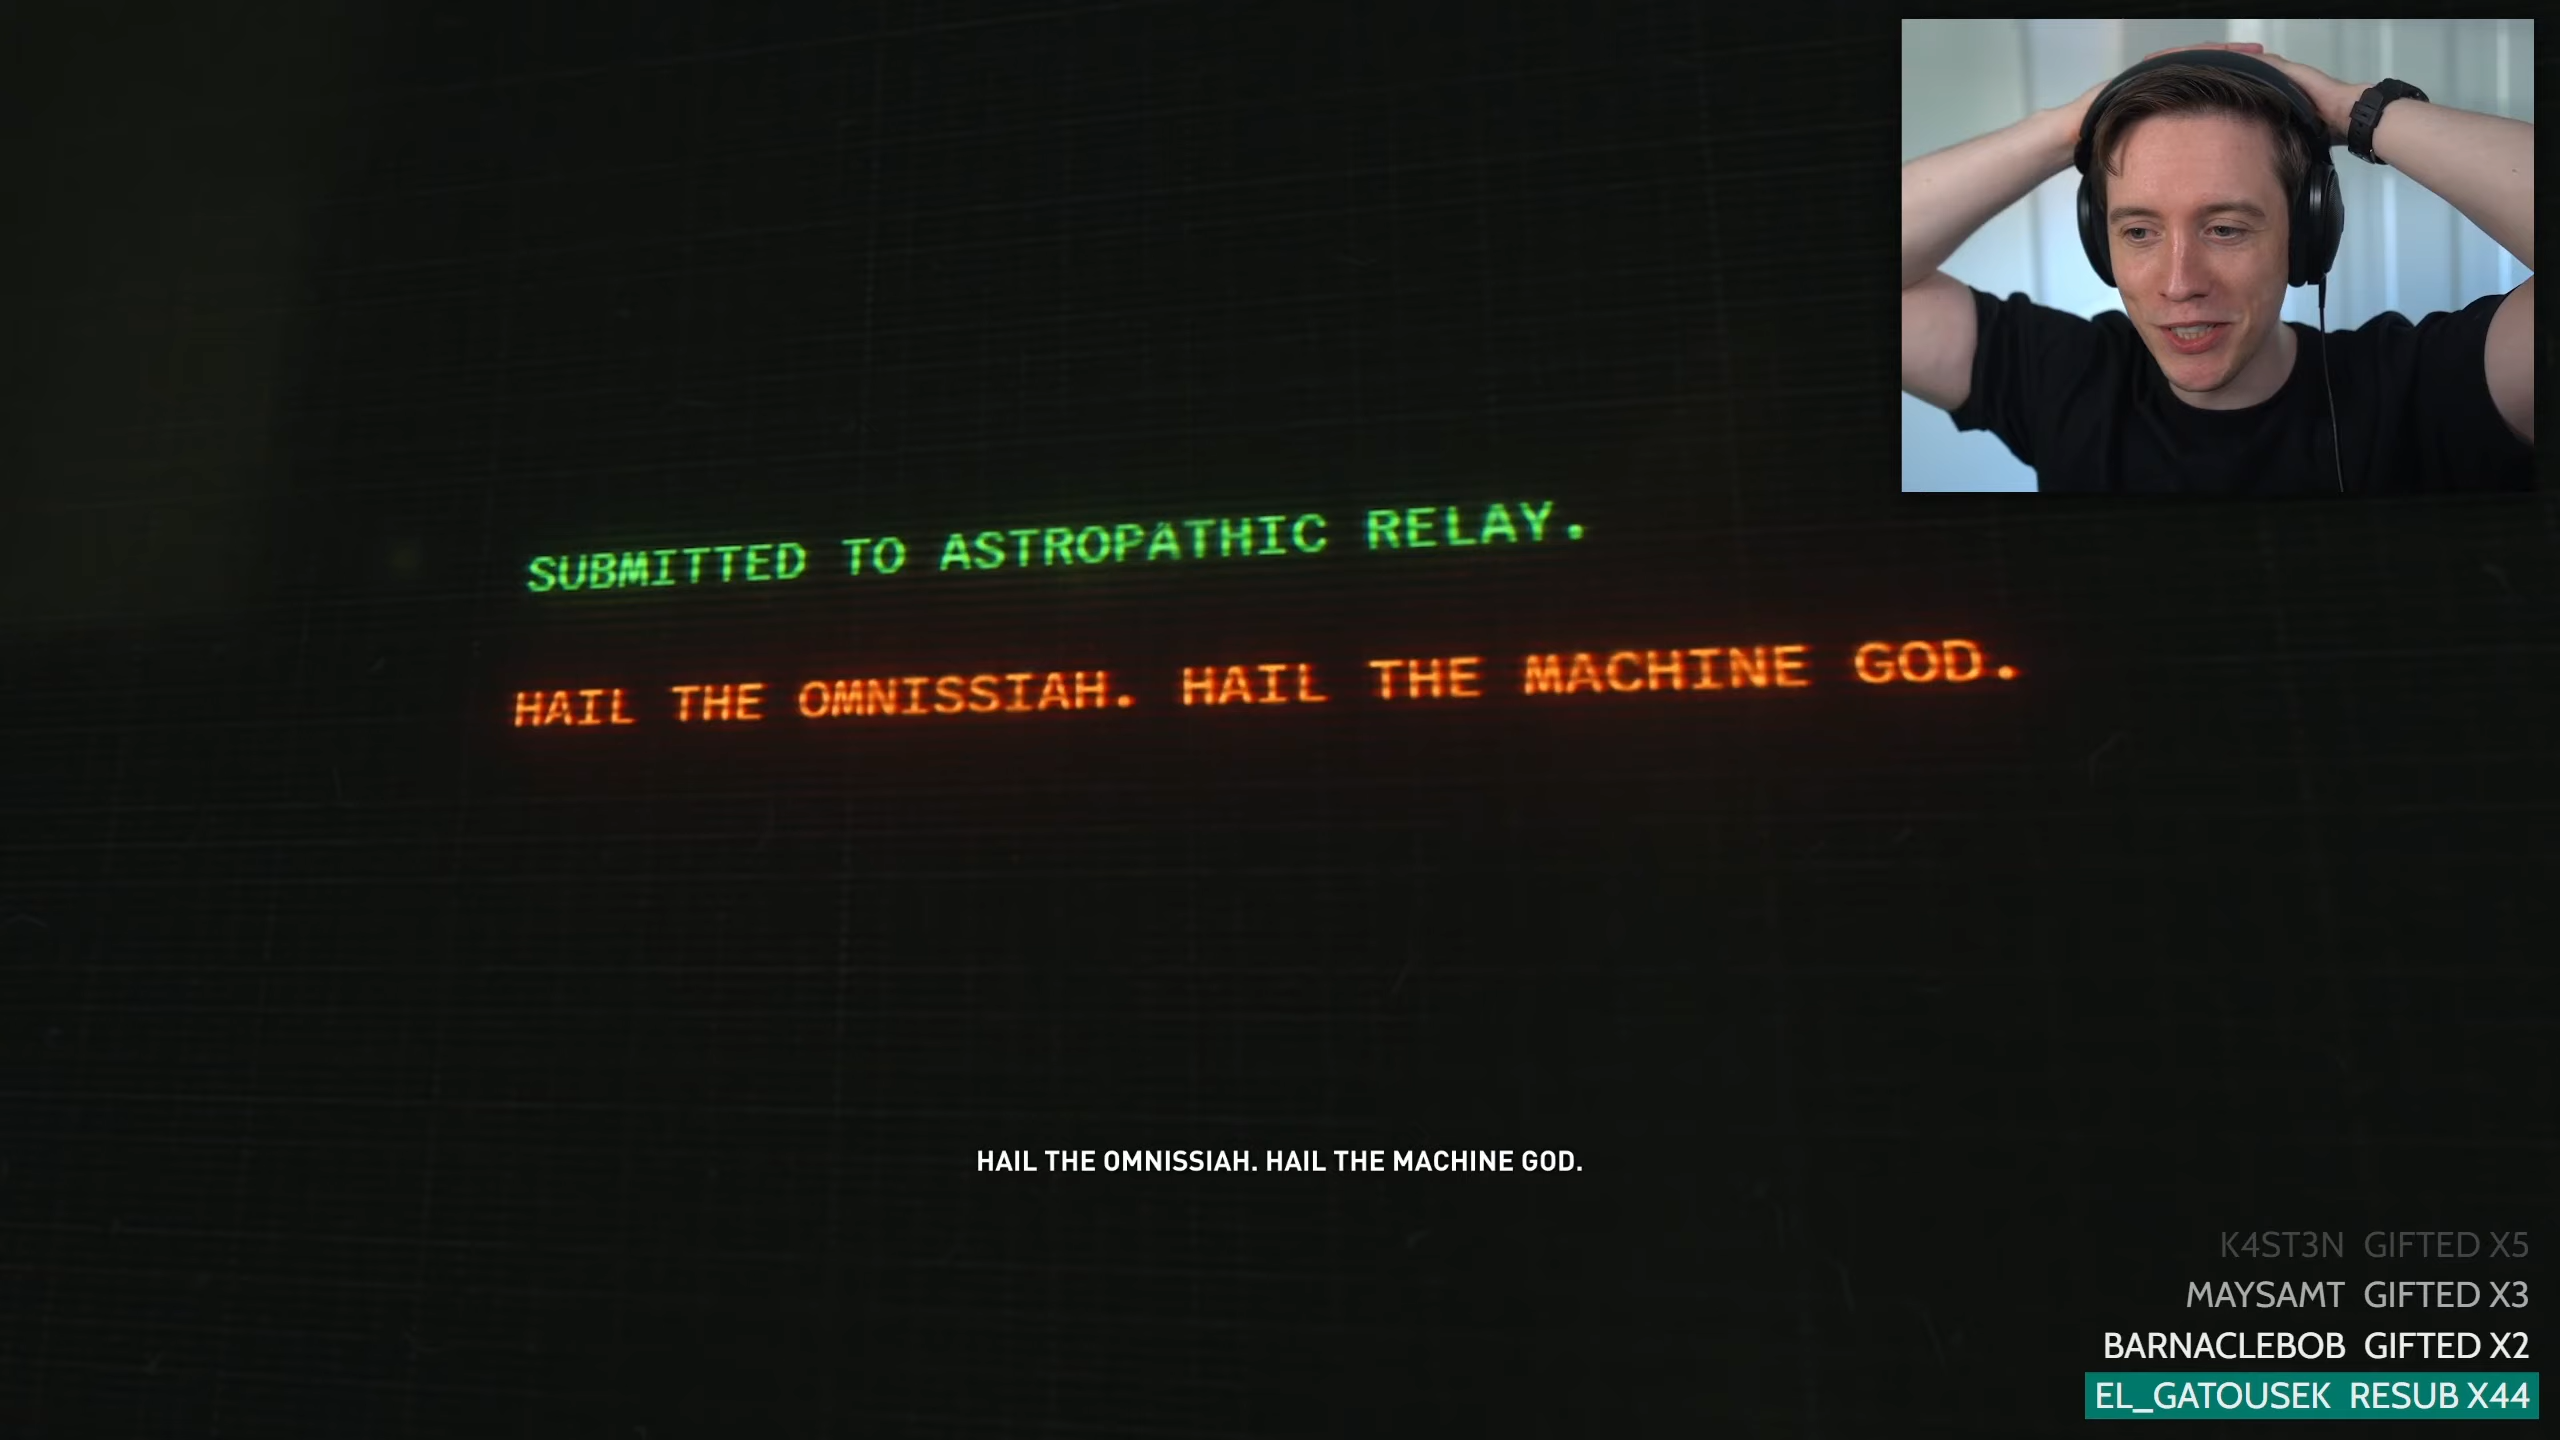 SUBMITTED TO ASTROPATHIC RELAY.
HAIL THE OMNISSIAH. HAIL THE MACHINE GOD.
HAIL THE OMNISSIAH. HAIL THE MACHINE GOD.
K4ST3N GIFTED X5
MAYSAMT GIFTED X3
BARNACLEBOB GIFTED X2
EL_GATOUSEK RESUB X44